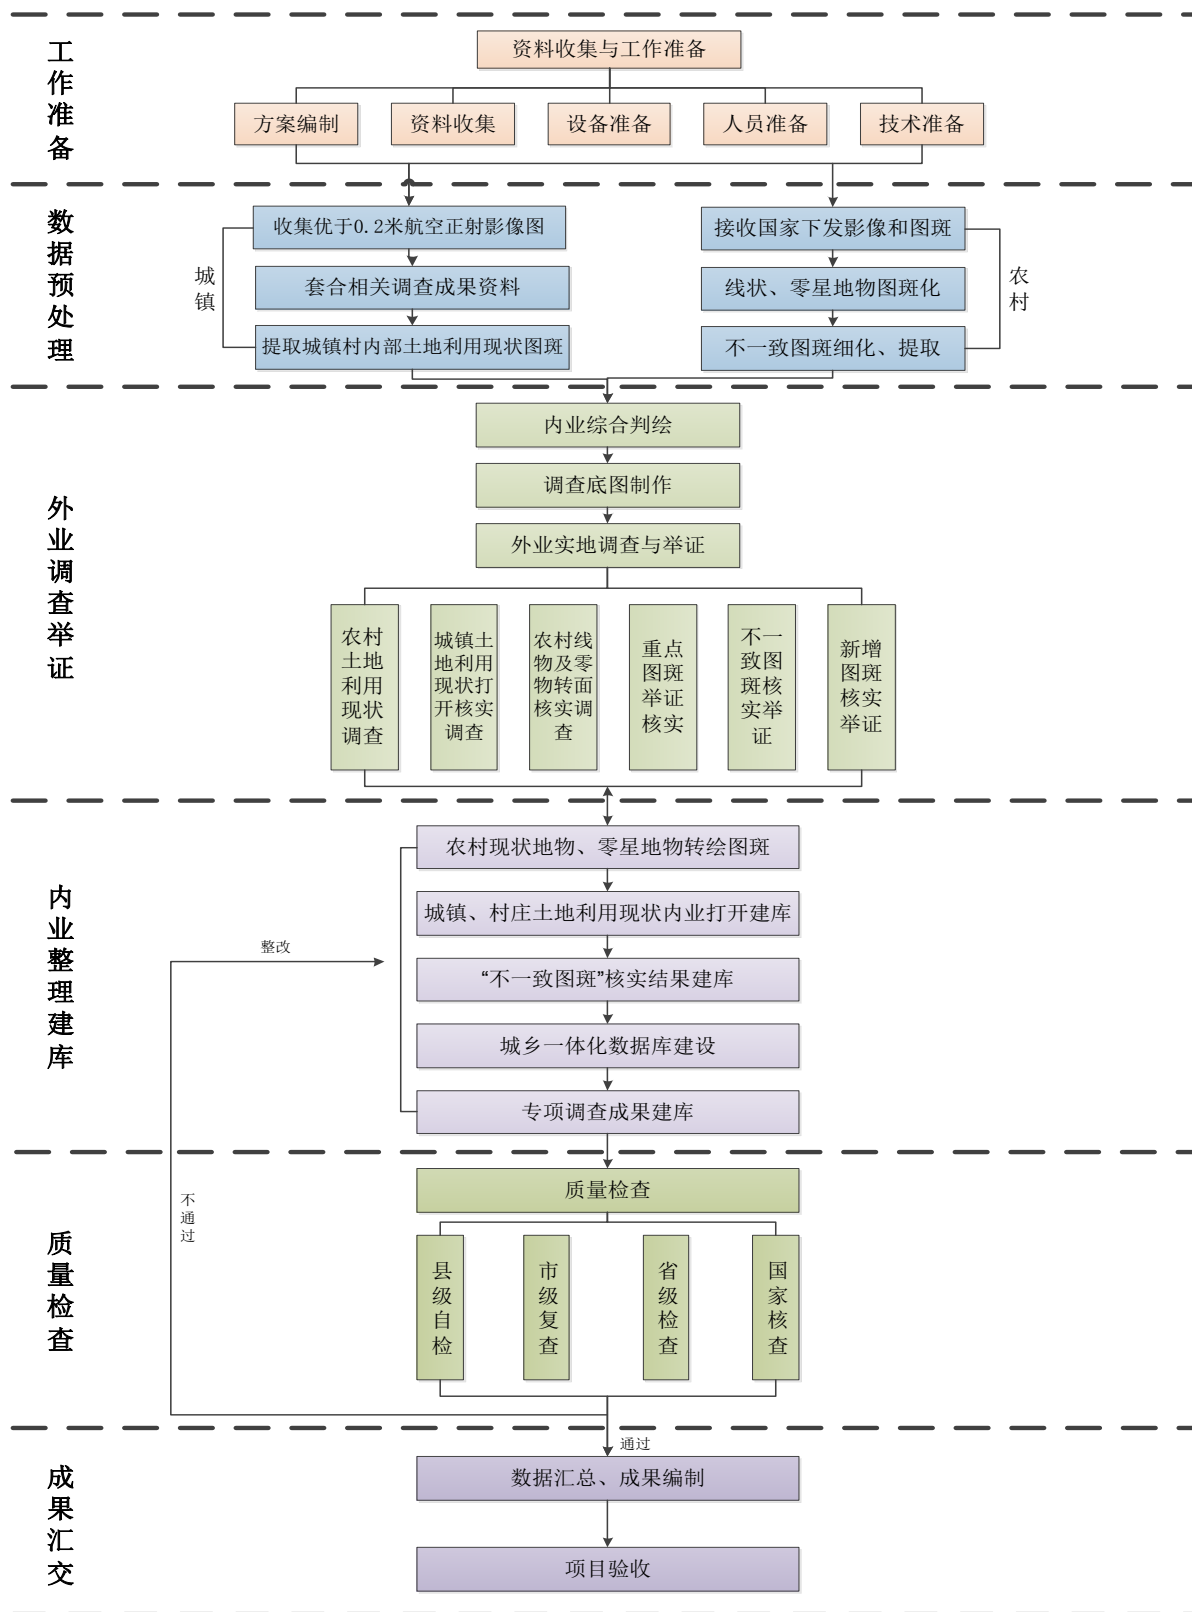 工作准备
资料收集与工作准备
方案编制
资料收集
设备准备
人员准备
技术准备
数据预处理
城镇
收集优于0.2米航空正射影像图
套合相关调查成果资料
提取城镇村内部土地利用现状图斑
接收国家下发影像和图斑
线状、零星地物图斑化
不一致图斑细化、提取
农村
外业调查举证
内业综合判绘
调查底图制作
外业实地调查与举证
农村
土地
利用
现状
调查
城镇土
地利用
现状打
开核实
调查
农村线
物及零
物转面
核实调
查
重点
图斑
举证
核实
不一
致图
斑核
实举
证
新增
图斑
核实
举证
内业整理建库
农村现状地物、零星地物转绘图斑
城镇、村庄土地利用现状内业打开建库
“不一致图斑”核实结果建库
城乡一体化数据库建设
专项调查成果建库
整改
不通过
质量检查
质量检查
县级自检
市级复查
省级检查
国家核查
通过
成果汇交
数据汇总、成果编制
项目验收